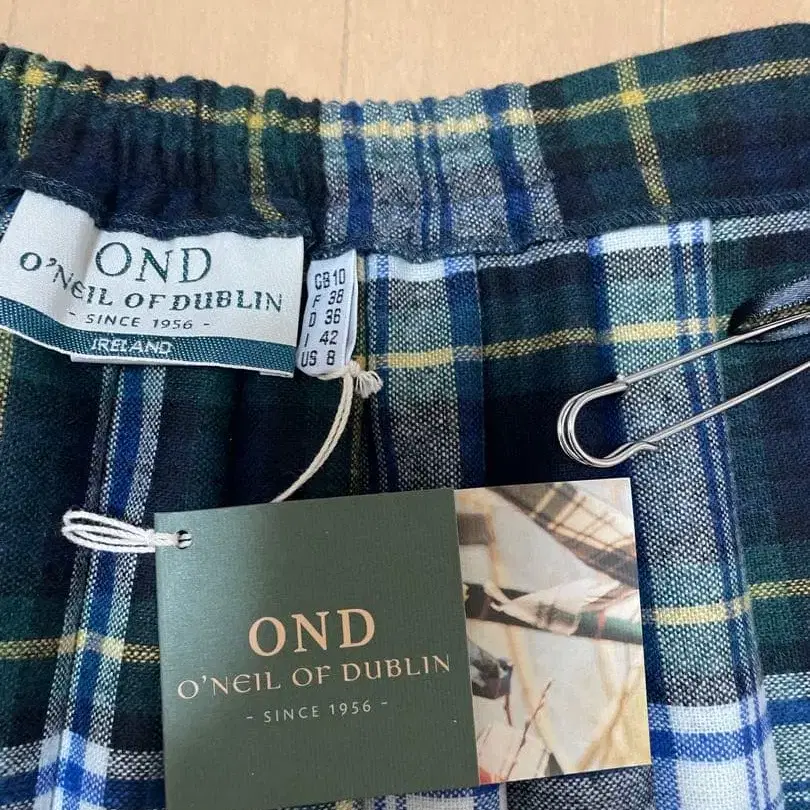 OND
O'NEIL OF DUBLIN
- SINCE 1956 -
IRELAND
GB 10
F 38
D 36
I 42
US 8
OND
O'NEIL OF DUBLIN
- SINCE 1956 -